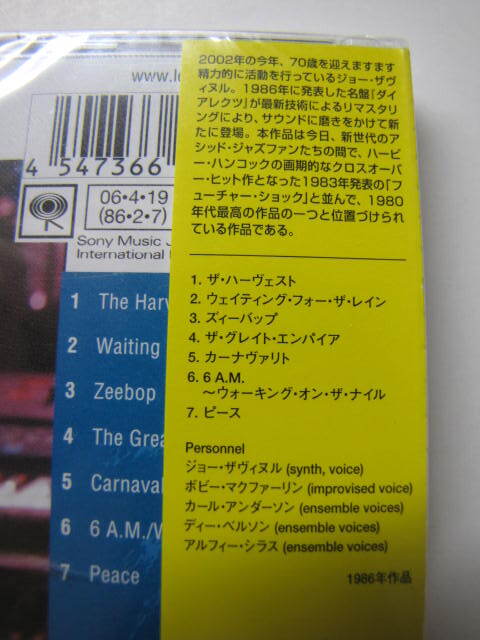 2002年の今年、70歳を迎えますます
精力的に活動を行っているジョー・ザヴ
ィヌル。1986年に発表した名盤『ダイ
アレクツ』が最新技術によるリマスタ
リングにより、サウンドに磨きをかけて新
たに登場。本作品は今日、新世代のア
シッド・ジャズファンたちの間で、ハービ
ー・ハンコックの画期的なクロスオーバ
ー・ヒット作となった1983年発表の「フ
ューチャー・ショック」と並んで、1980
年代最高の作品の一つと位置づけられ
ている作品である。
1. ザ・ハーヴェスト
2. ウェイティング・フォー・ザ・レイン
3. ズィーバップ
4. ザ・グレイト・エンパイア
5. カーナヴァリト
6. 6 A.M.
～ウォーキング・オン・ザ・ナイル
7. ピース
Personnel
ジョー・ザヴィヌル (synth, voice)
ボビー・マクファーリン (improvised voice)
カール・アンダーソン (ensemble voices)
ディー・ベルソン (ensemble voices)
アルフィー・シラス (ensemble voices)
1986年作品
www.
4 547366
06・4・19
(86・2・7)
Sony Music
International
1 The Harv
2 Waiting
3 Zeebop
4 The Grea
5 Carnaval
6 6 A.M./W
7 Peace